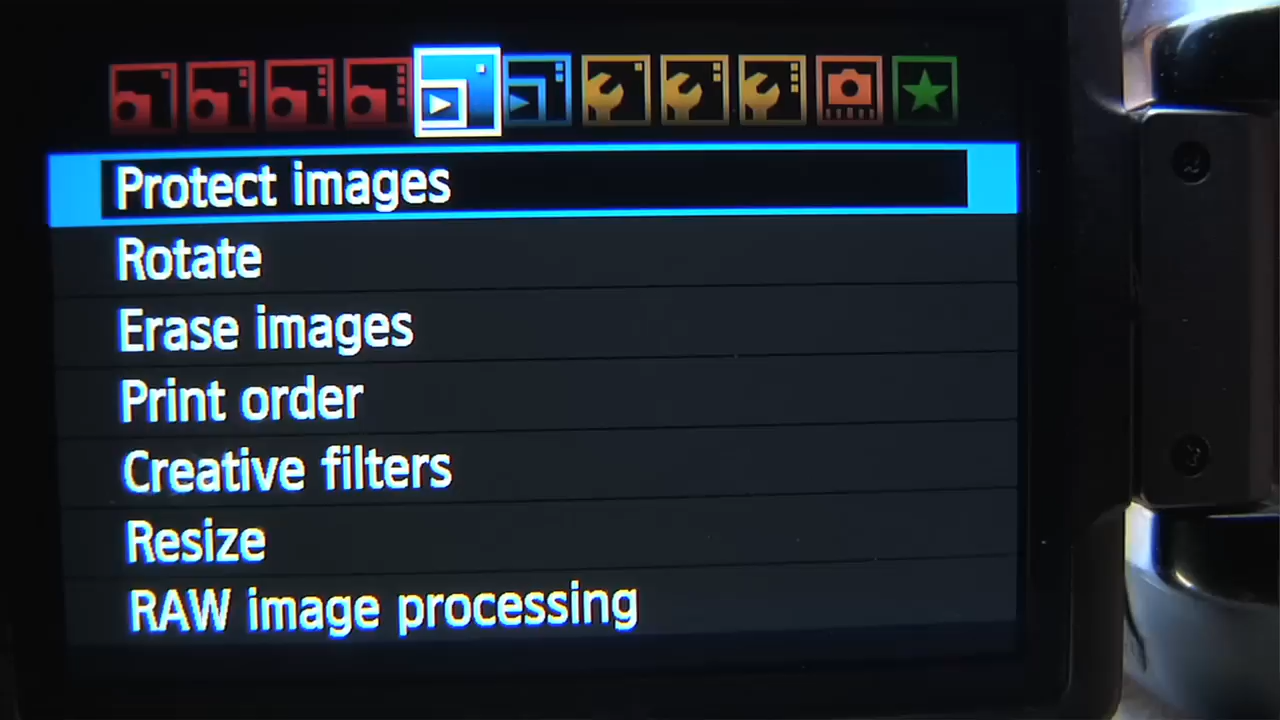 Protect images
Rotate
Erase images
Print order
Creative filters
Resize
RAW image processing